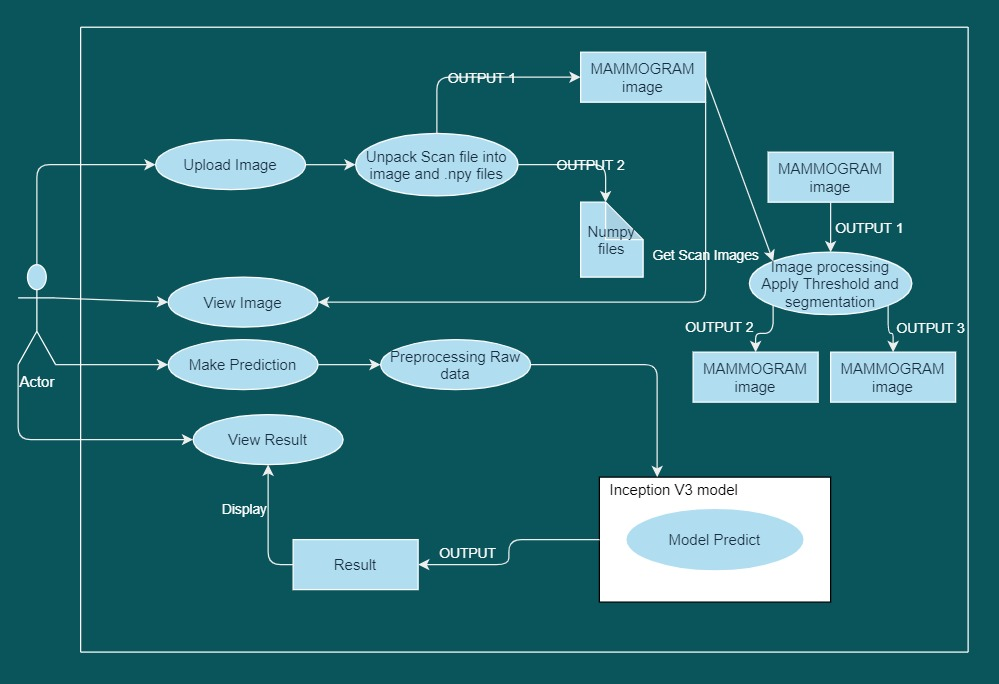 OUTPUT 1
MAMMOGRAM
image
Upload Image
Unpack Scan file into
image and .npy files
OUTPUT 2
MAMMOGRAM
image
OUTPUT 1
Numpy
files
Get Scan Images
Image processing
Apply Threshold and
segmentation
View Image
OUTPUT 2
OUTPUT 3
Make Prediction
Preprocessing Raw
data
MAMMOGRAM
image
MAMMOGRAM
image
Actor
View Result
Inception V3 model
Display
Model Predict
OUTPUT
Result